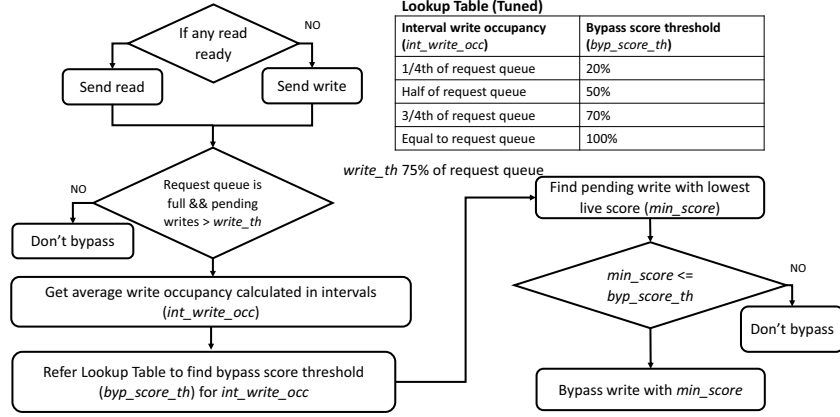 If any read
ready
NO
Send read
Send write
Lookup Table (Tuned)
Interval write occupancy
(int_write_occ)
Bypass score threshold
(byp_score_th)
1/4th of request queue
20%
Half of request queue
50%
3/4th of request queue
70%
Equal to request queue
100%
write_th 75% of request queue
Request queue is
full && pending
writes > write_th
NO
Don't bypass
Get average write occupancy calculated in intervals
(int_write_occ)
Refer Lookup Table to find bypass score threshold
(byp_score_th) for int_write_occ
Find pending write with lowest
live score (min_score)
min_score <=
byp_score_th
NO
Don't bypass
Bypass write with min_score